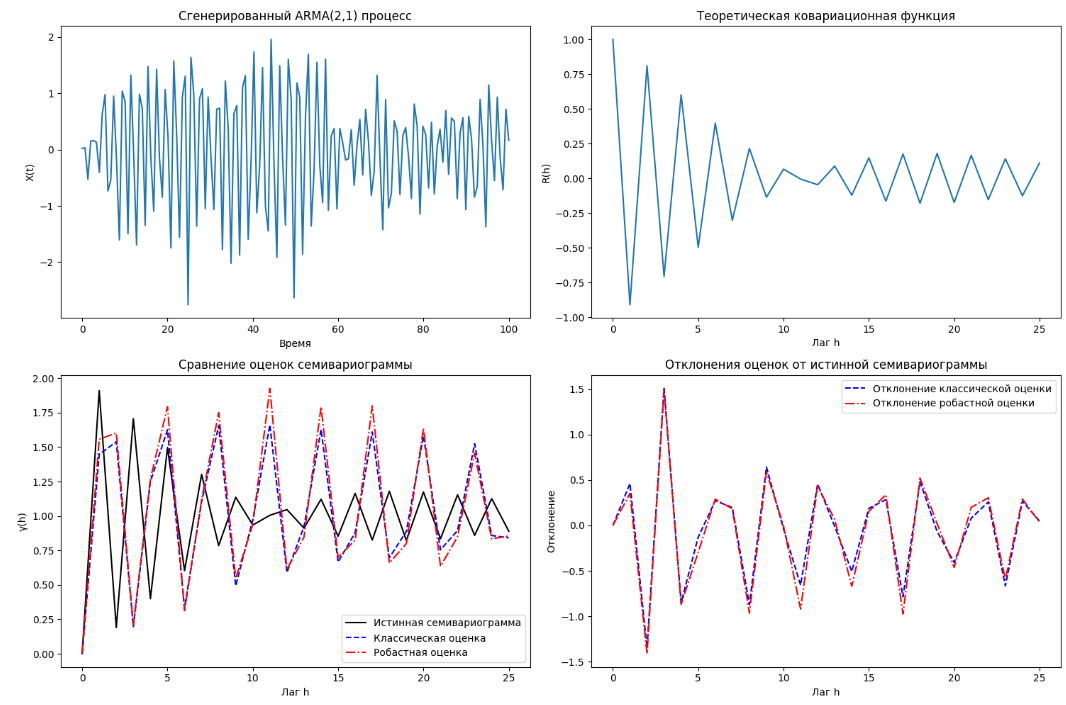 Сгенерированный ARMA(2,1) процесс
2
1
0
−1
−2
X(t)
0 20 40 60 80 100
Время
Теоретическая ковариационная функция
1.00
0.75
0.50
0.25
0.00
−0.25
−0.50
−0.75
−1.00
R(h)
0 5 10 15 20 25
Лаг h
Сравнение оценок семивариограммы
2.00
1.75
1.50
1.25
1.00
0.75
0.50
0.25
0.00
γ(h)
Истинная семивариограмма
Классическая оценка
Робастная оценка
0 5 10 15 20 25
Лаг h
Отклонения оценок от истинной семивариограммы
1.5
1.0
0.5
0.0
−0.5
−1.0
−1.5
Отклонение
Отклонение классической оценки
Отклонение робастной оценки
0 5 10 15 20 25
Лаг h